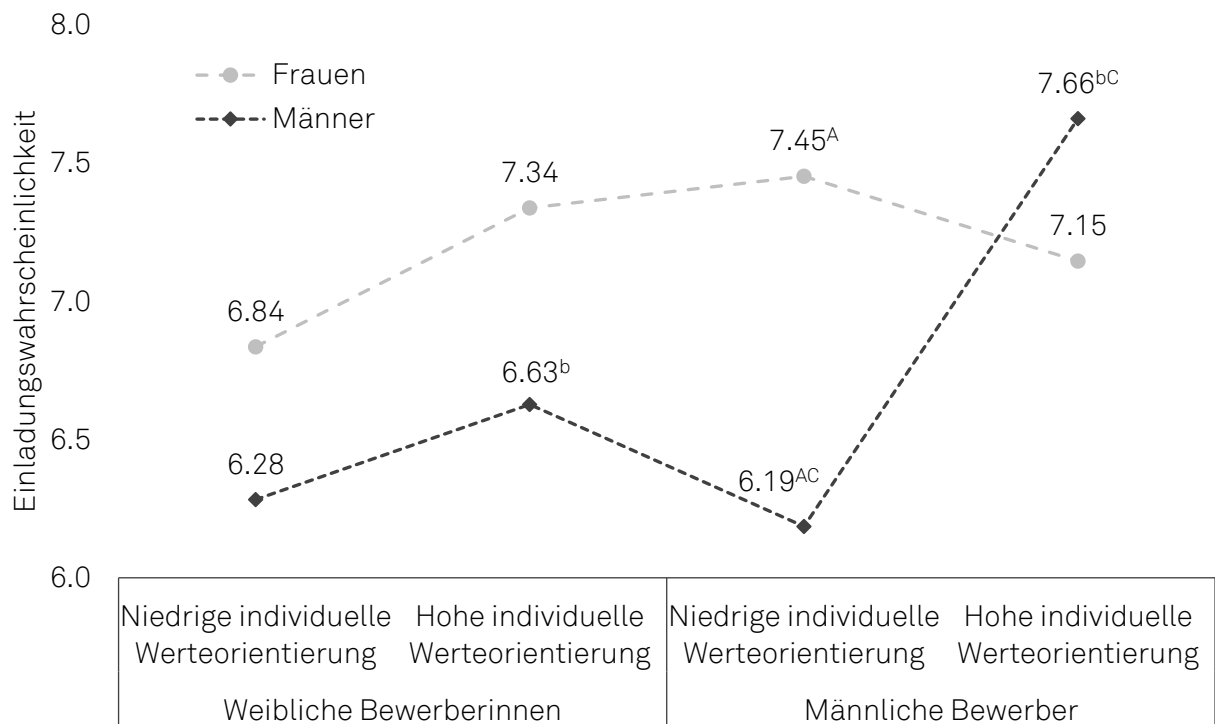 8.0
Einladungswahrscheinlichkeit
Frauen
Männer
7.66bC
7.5
7.45A
7.34
7.15
7.0
6.84
6.63b
6.5
6.28
6.19AC
6.0
Niedrige individuelle Werteorientierung
Hohe individuelle Werteorientierung
Niedrige individuelle Werteorientierung
Hohe individuelle Werteorientierung
Weibliche Bewerberinnen
Männliche Bewerber